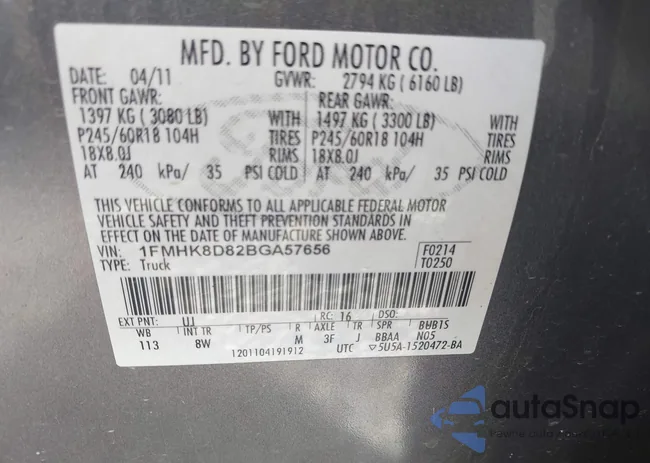 MFD. BY FORD MOTOR CO.
DATE: 04/11 GVWR: 2794 KG (6160 LB)
FRONT GAWR: REAR GAWR:
1397 KG (3080 LB) WITH 1497 KG (3300 LB) WITH
P245/60R18 104H TIRES P245/60R18 104H TIRES
18X8.0J RIMS 18X8.0J RIMS
AT 240 kPa/ 35 PSI COLD AT 240 kPa/ 35 PSI COLD
THIS VEHICLE CONFORMS TO ALL APPLICABLE FEDERAL MOTOR
VEHICLE SAFETY AND THEFT PREVENTION STANDARDS IN
EFFECT ON THE DATE OF MANUFACTURE SHOWN ABOVE.
VIN: 1FMHK8D82BGA57656 F0214
TYPE: Truck T0250
EXT PNT: UJ RC: 16 DSO:
WB INT TR TP/PS R AXLE TR SPR
113 8W M 3F J BBAA N05
1201104191912 UTC ▽5U5A-1520472-BA
autoSnap